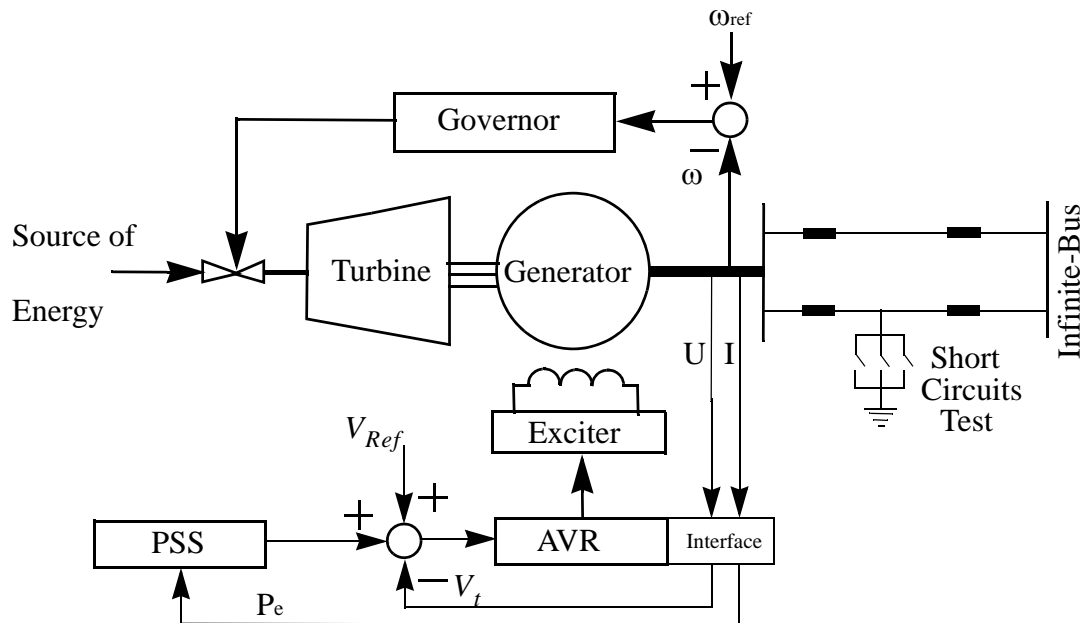 ωref
+
Governor
−
ω
Source of
Energy
Turbine
Generator
Infinite-Bus
U
I
Short
Circuits
Test
Exciter
VRef
+
+
PSS
AVR
Interface
− Vt
Pe